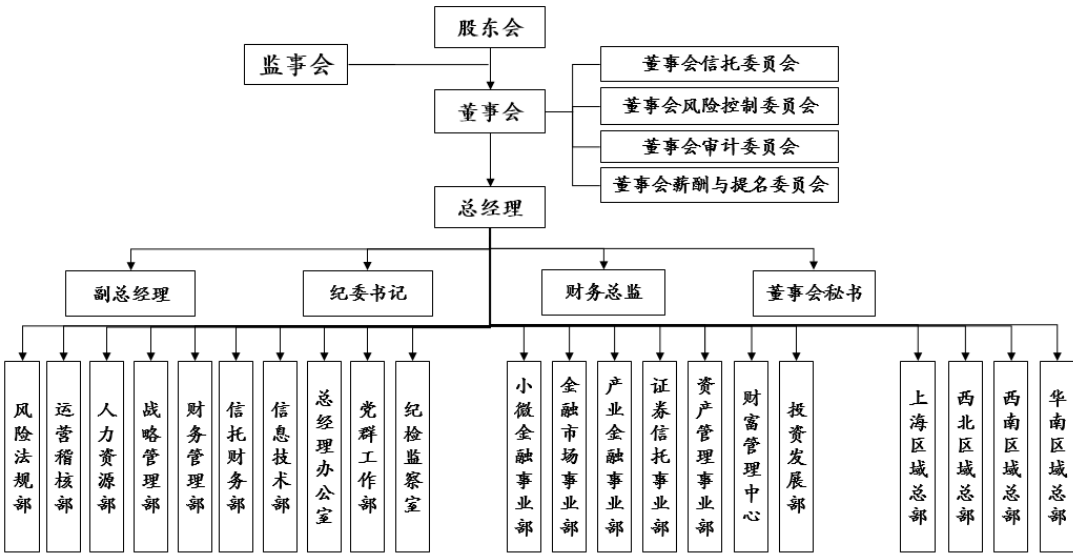 股东会
监事会
董事会信托委员会
董事会
董事会风险控制委员会
董事会审计委员会
董事会薪酬与提名委员会
总经理
副总经理
纪委书记
财务总监
董事会秘书
风险法规部
运营稽核部
人力资源部
战略管理部
财务管理部
信托财务部
信息技术部
总经理办公室
党群工作部
纪检监察室
小微金融事业部
金融市场事业部
产业金融事业部
证券信托事业部
资产管理事业部
财富管理中心
投资发展部
上海区域总部
西北区域总部
西南区域总部
华南区域总部